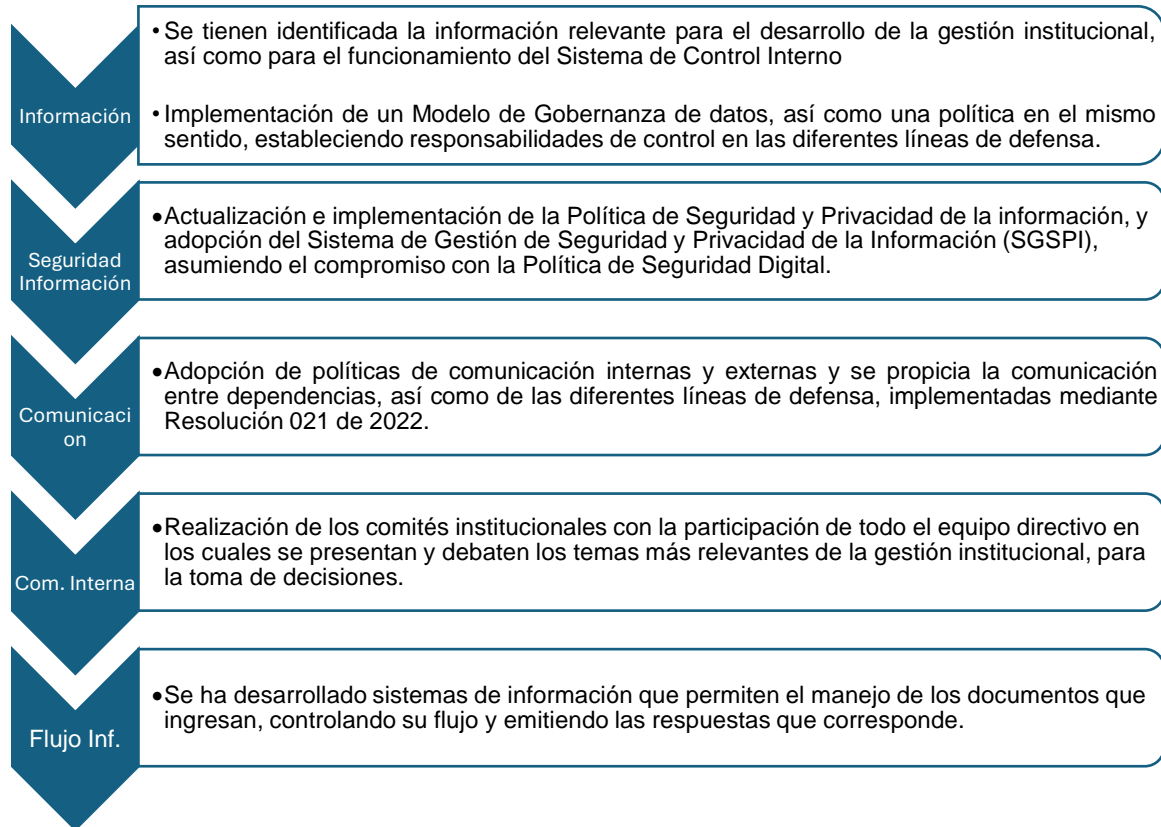 Información
• Se tienen identificada la información relevante para el desarrollo de la gestión institucional,
así como para el funcionamiento del Sistema de Control Interno
• Implementación de un Modelo de Gobernanza de datos, así como una política en el mismo
sentido, estableciendo responsabilidades de control en las diferentes líneas de defensa.
Seguridad
Información
•Actualización e implementación de la Política de Seguridad y Privacidad de la información, y
adopción del Sistema de Gestión de Seguridad y Privacidad de la Información (SGSPI),
asumiendo el compromiso con la Política de Seguridad Digital.
Comunicaci
on
•Adopción de políticas de comunicación internas y externas y se propicia la comunicación
entre dependencias, así como de las diferentes líneas de defensa, implementadas mediante
Resolución 021 de 2022.
Com. Interna
•Realización de los comités institucionales con la participación de todo el equipo directivo en
los cuales se presentan y debaten los temas más relevantes de la gestión institucional, para
la toma de decisiones.
Flujo Inf.
•Se ha desarrollado sistemas de información que permiten el manejo de los documentos que
ingresan, controlando su flujo y emitiendo las respuestas que corresponde.